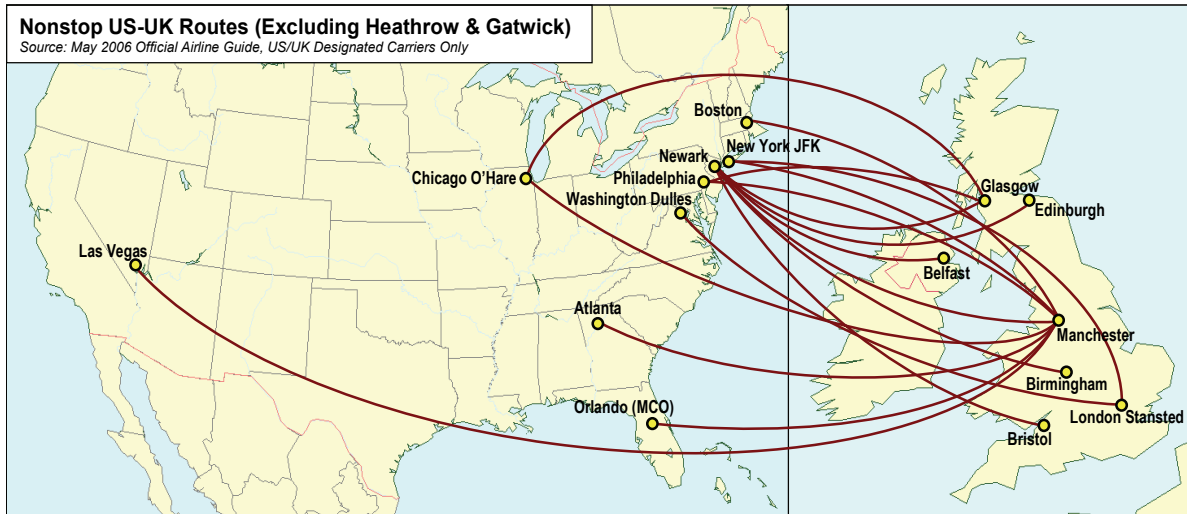 Nonstop US-UK Routes (Excluding Heathrow & Gatwick)
Source: May 2006 Official Airline Guide, US/UK Designated Carriers Only
Boston
New York JFK
Newark
Chicago O'Hare
Philadelphia
Washington Dulles
Glasgow
Edinburgh
Las Vegas
Belfast
Atlanta
Manchester
Birmingham
Orlando (MCO)
London Stansted
Bristol